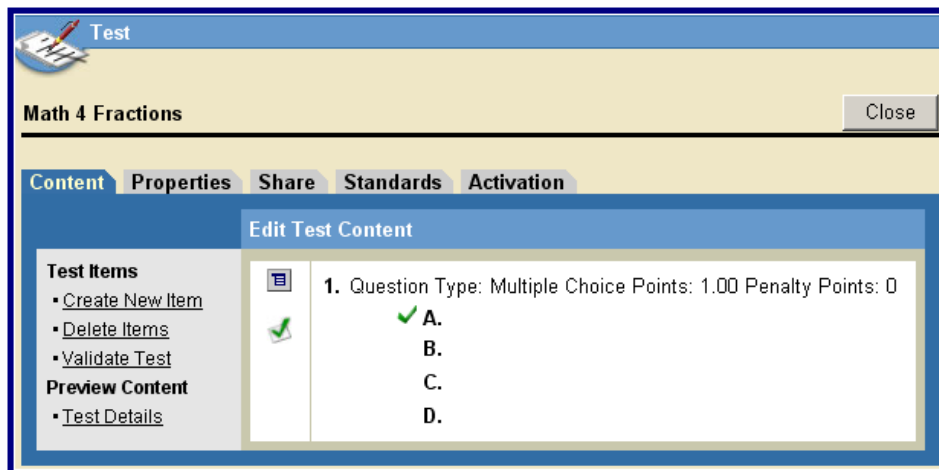 Test
Math 4 Fractions
Close
Content Properties Share Standards Activation
Edit Test Content
Test Items
▪ Create New Item
▪ Delete Items
▪ Validate Test
Preview Content
▪ Test Details
1. Question Type: Multiple Choice Points: 1.00 Penalty Points: 0
A.
B.
C.
D.